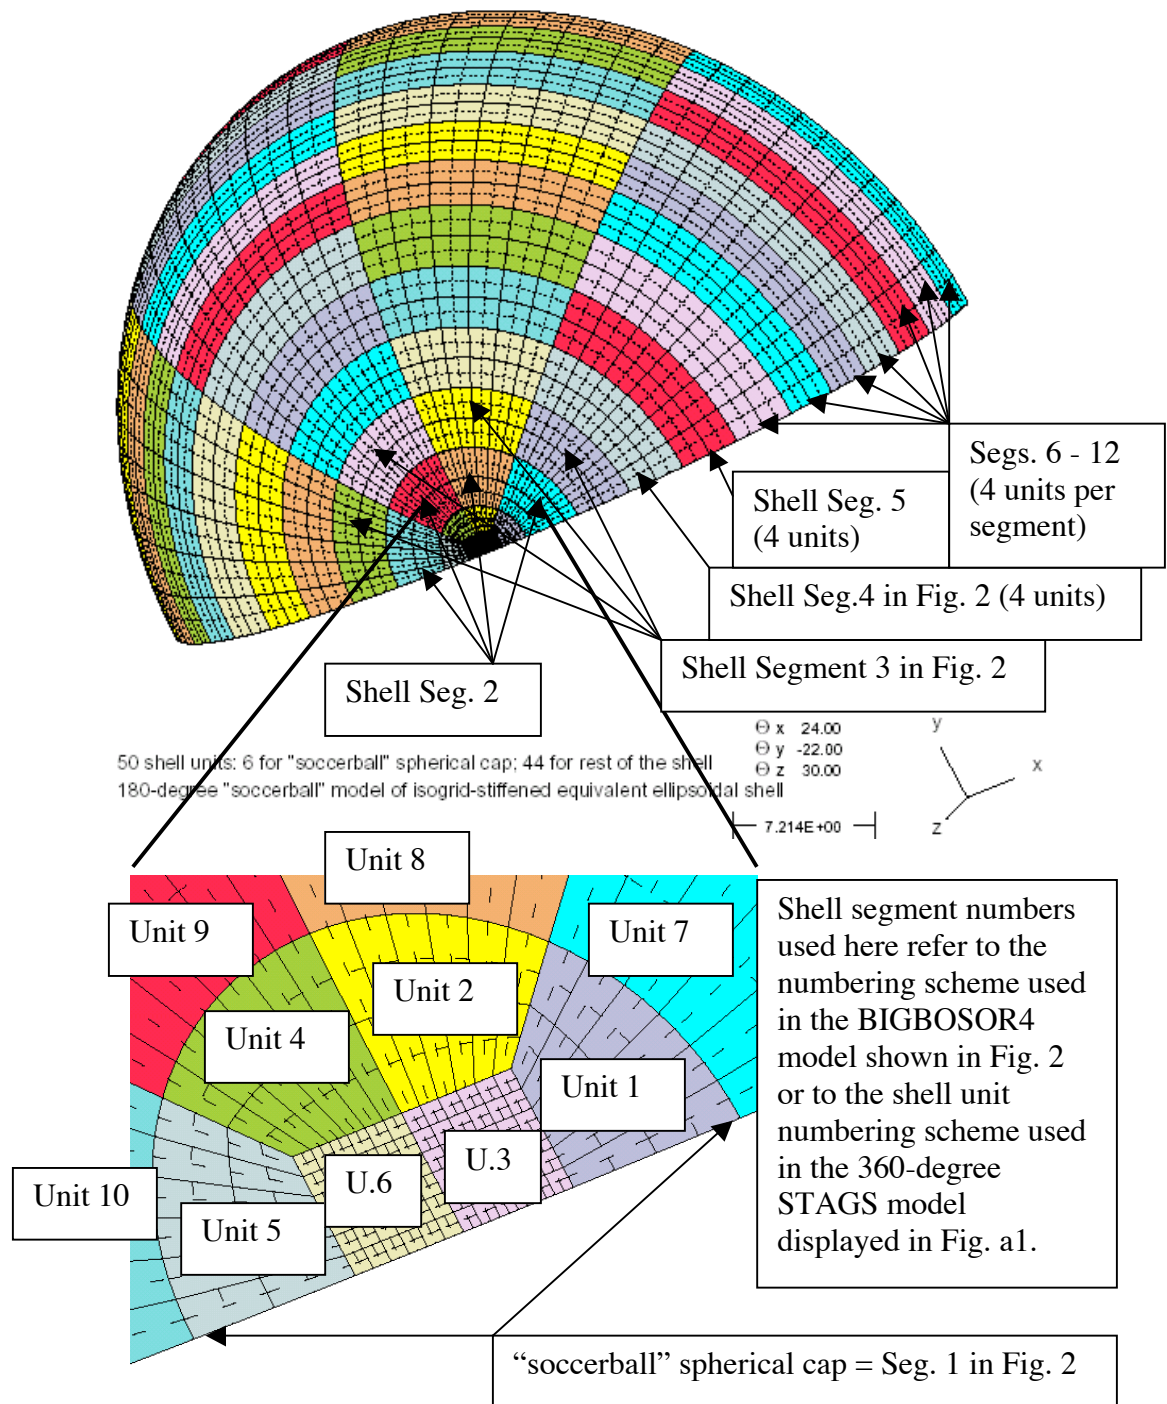 Segs. 6 - 12
(4 units per
segment)
Shell Seg. 5
(4 units)
Shell Seg.4 in Fig. 2 (4 units)
Shell Segment 3 in Fig. 2
Shell Seg. 2
50 shell units: 6 for "soccerball" spherical cap; 44 for rest of the shell
180-degree "soccerball" model of isogrid-stiffened equivalent ellipsoidal shell
Θ x 24.00
Θ y -22.00
Θ z 30.00
y
x
z
7.214E+00
Unit 8
Unit 9
Unit 7
Unit 2
Unit 4
Unit 1
U.3
U.6
Unit 10
Unit 5
Shell segment numbers
used here refer to the
numbering scheme used
in the BIGBOSOR4
model shown in Fig. 2
or to the shell unit
numbering scheme used
in the 360-degree
STAGS model
displayed in Fig. a1.
“soccerball” spherical cap = Seg. 1 in Fig. 2